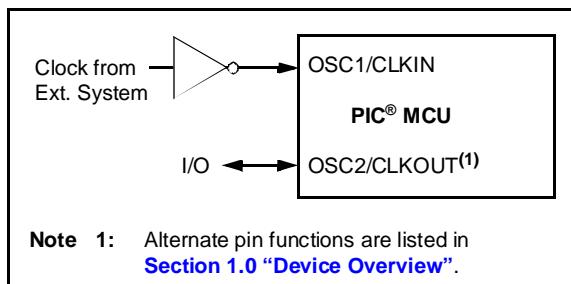 Clock from
Ext. System
OSC1/CLKIN
PIC® MCU
I/O
OSC2/CLKOUT(1)
Note 1: Alternate pin functions are listed in
Section 1.0 “Device Overview”.